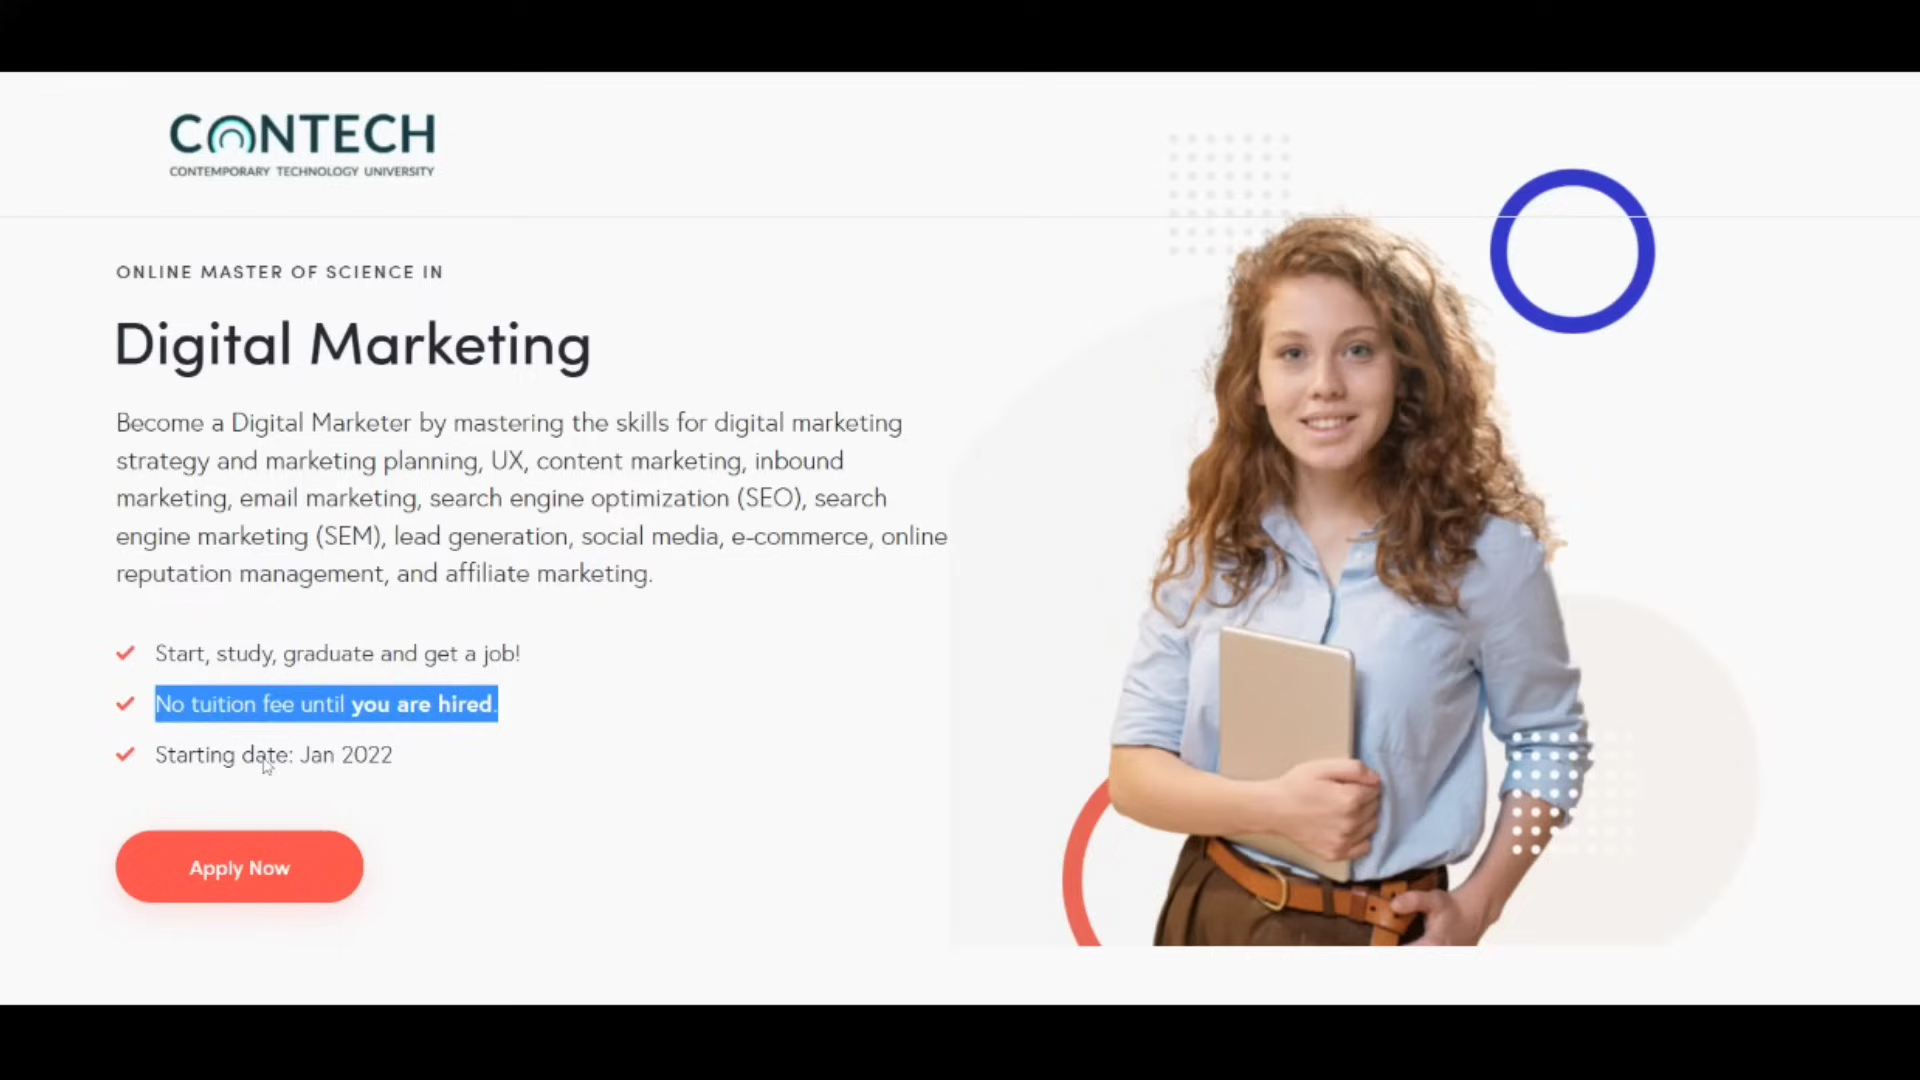 CONTECH
CONTEMPORARY TECHNOLOGY UNIVERSITY
ONLINE MASTER OF SCIENCE IN
Digital Marketing
Become a Digital Marketer by mastering the skills for digital marketing
strategy and marketing planning, UX, content marketing, inbound
marketing, email marketing, search engine optimization (SEO), search
engine marketing (SEM), lead generation, social media, e-commerce, online
reputation management, and affiliate marketing.
Start, study, graduate and get a job!
No tuition fee until you are hired.
Starting date: Jan 2022
Apply Now